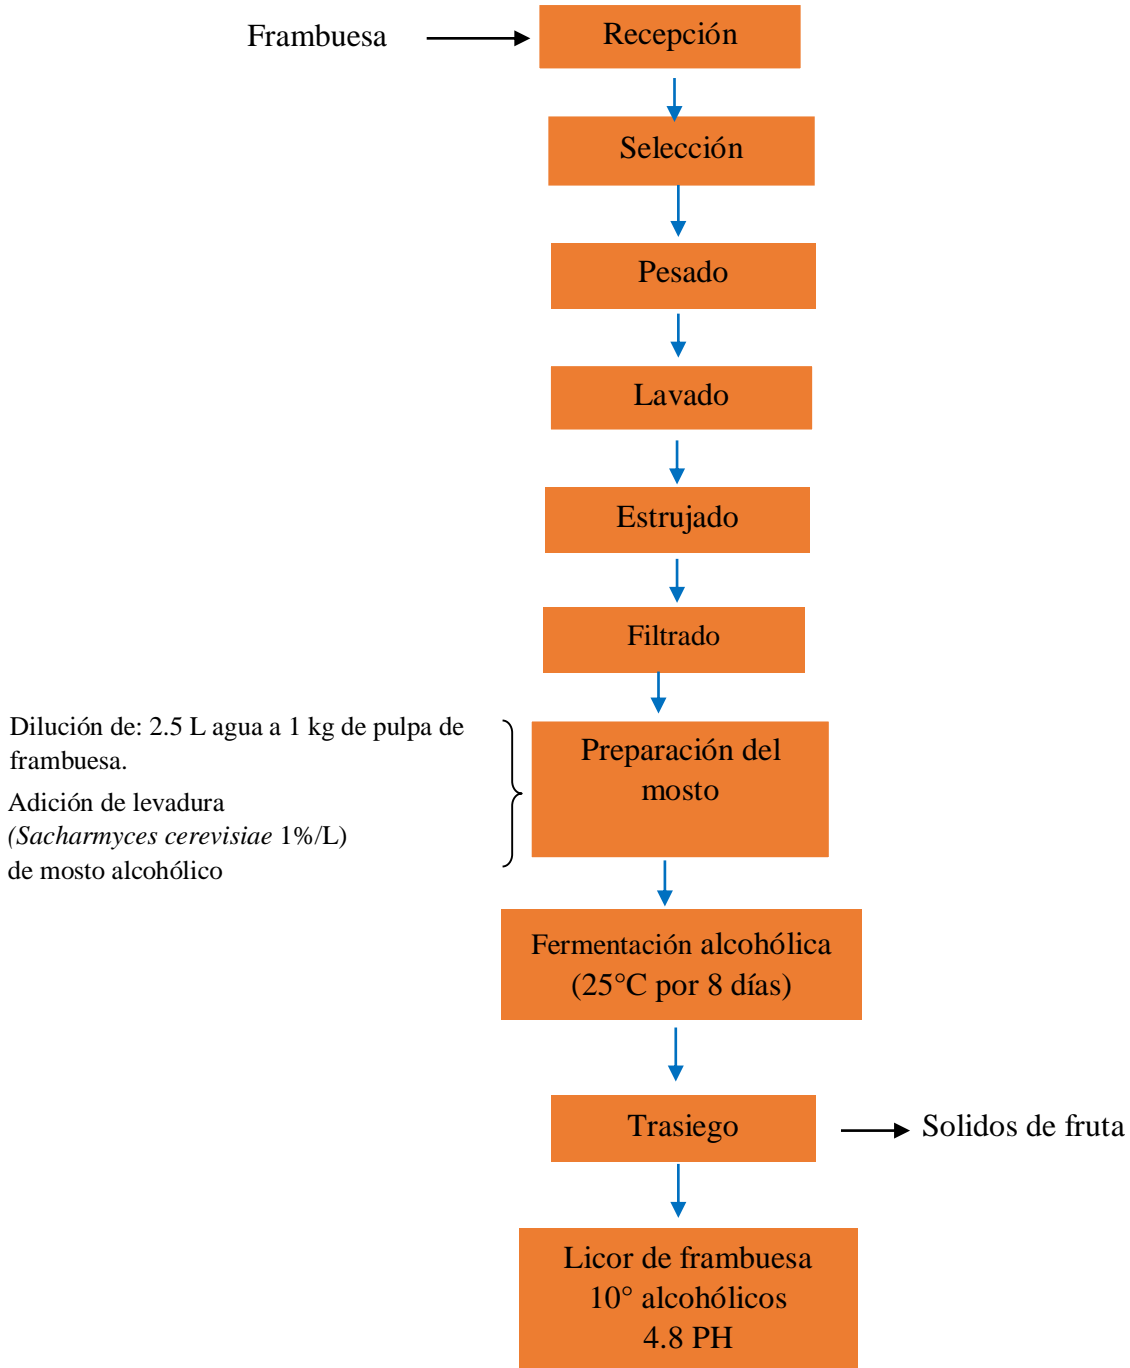 Frambuesa
Recepción
Selección
Pesado
Lavado
Estrujado
Filtrado
Dilución de: 2.5 L agua a 1 kg de pulpa de
frambuesa.
Adición de levadura
(Sacharmyces cerevisiae 1%/L)
de mosto alcohólico
Preparación del
mosto
Fermentación alcohólica
(25°C por 8 días)
Trasiego
Solidos de fruta
Licor de frambuesa
10° alcohólicos
4.8 PH